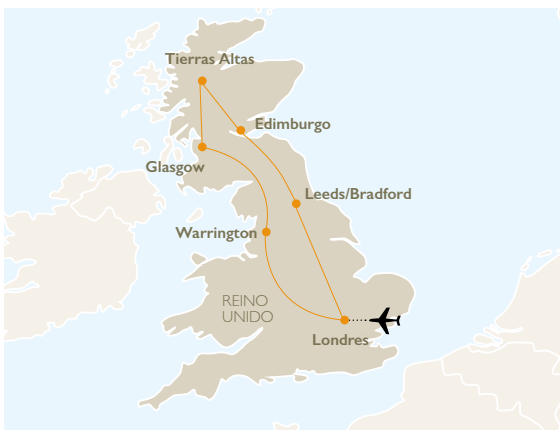 Tierras Altas
Edimburgo
Glasgow
Leeds/Bradford
Warrington
REINO
UNIDO
Londres